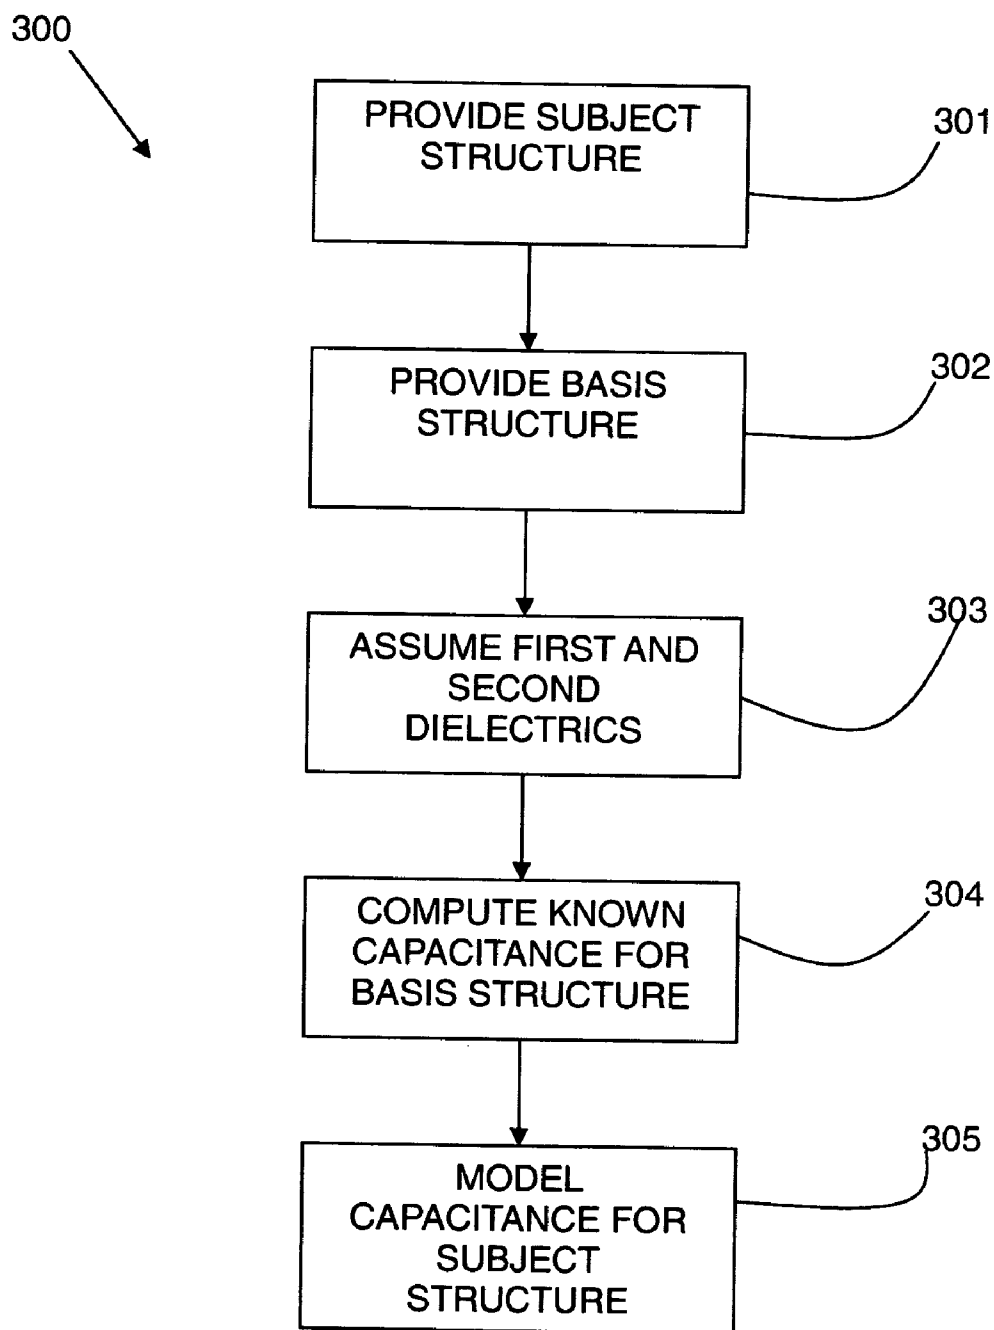 300
PROVIDE SUBJECT
STRUCTURE
301
PROVIDE BASIS
STRUCTURE
302
ASSUME FIRST AND
SECOND
DIELECTRICS
303
COMPUTE KNOWN
CAPACITANCE FOR
BASIS STRUCTURE
304
MODEL
CAPACITANCE FOR
SUBJECT
STRUCTURE
305